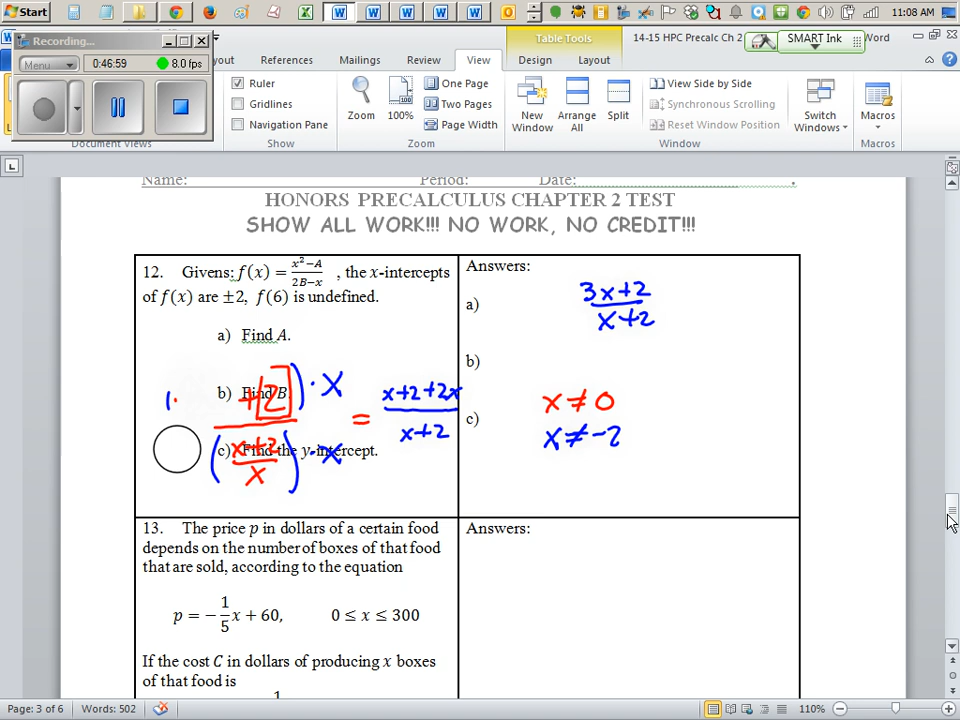 Start
11:08 AM
Recording...
14-15 HPC Precalc Ch 2
Table Tools
SMART Ink
Word
Menu
0:46:59
8.0 fps
References
Mailings
Review
View
Design
Layout
Ruler
Gridlines
Navigation Pane
Zoom
100%
One Page
Two Pages
Page Width
New Window
Arrange All
Split
View Side by Side
Synchronous Scrolling
Reset Window Position
Switch Windows
Macros
Document Views
Show
Zoom
Window
Macros
Name:
Period:
Date:
HONORS PRECALCULUS CHAPTER 2 TEST
SHOW ALL WORK!!! NO WORK, NO CREDIT!!!
12. Givens: f(x) = x²−A / 2B−x , the x-intercepts
of f(x) are ±2, f(6) is undefined.
a) Find A.
b) Find B.
c) Find the y-intercept.
+2 ) · x
( x+2 / x ) · x
= x+2+2x / x+2
Answers:
a) 3x+2 / x+2
b)
c)
x ≠ 0
x ≠ -2
13. The price p in dollars of a certain food
depends on the number of boxes of that food
that are sold, according to the equation
p = −1/5 x + 60, 0 ≤ x ≤ 300
If the cost C in dollars of producing x boxes
of that food is
1
Answers:
Page: 3 of 6
Words: 502
110%